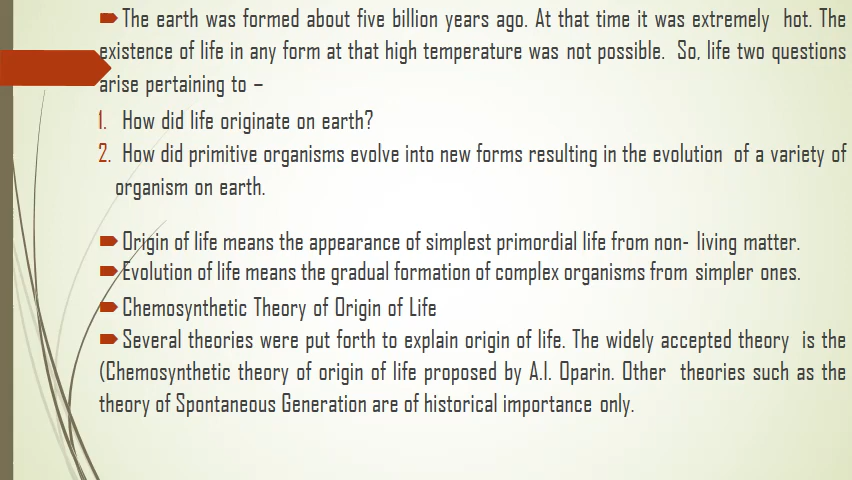 The earth was formed about five billion years ago. At that time it was extremely hot. The
existence of life in any form at that high temperature was not possible. So, life two questions
arise pertaining to –
1. How did life originate on earth?
2. How did primitive organisms evolve into new forms resulting in the evolution of a variety of
organism on earth.
Origin of life means the appearance of simplest primordial life from non- living matter.
Evolution of life means the gradual formation of complex organisms from simpler ones.
Chemosynthetic Theory of Origin of Life
Several theories were put forth to explain origin of life. The widely accepted theory is the
(Chemosynthetic theory of origin of life proposed by A.I. Oparin. Other theories such as the
theory of Spontaneous Generation are of historical importance only.